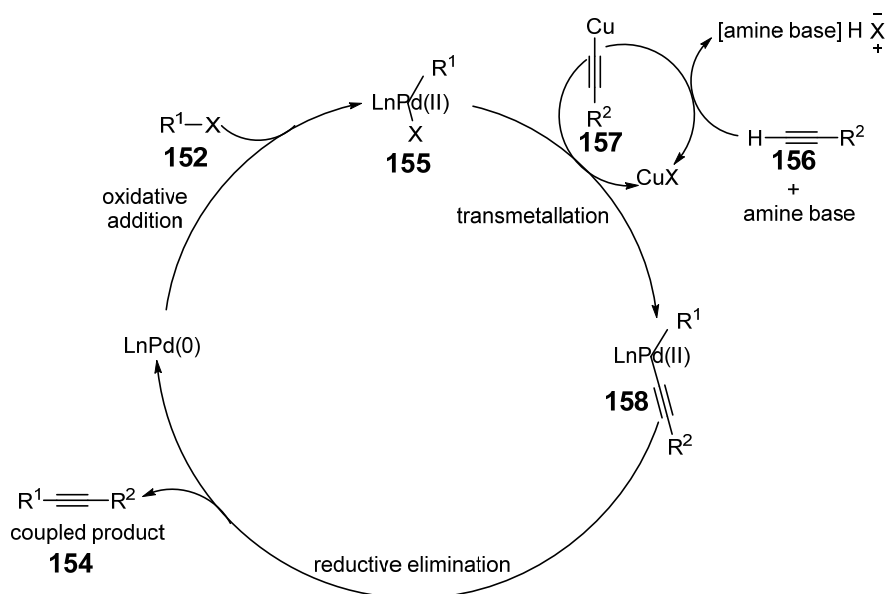 Cu
[amine base] H X
−
+
R¹
LnPd(II)
X
155
R¹—X
152
R²
157
H
R²
156
+
amine base
CuX
oxidative
addition
transmetallation
LnPd(0)
R¹
LnPd(II)
158
R²
R¹
R²
coupled product
154
reductive elimination